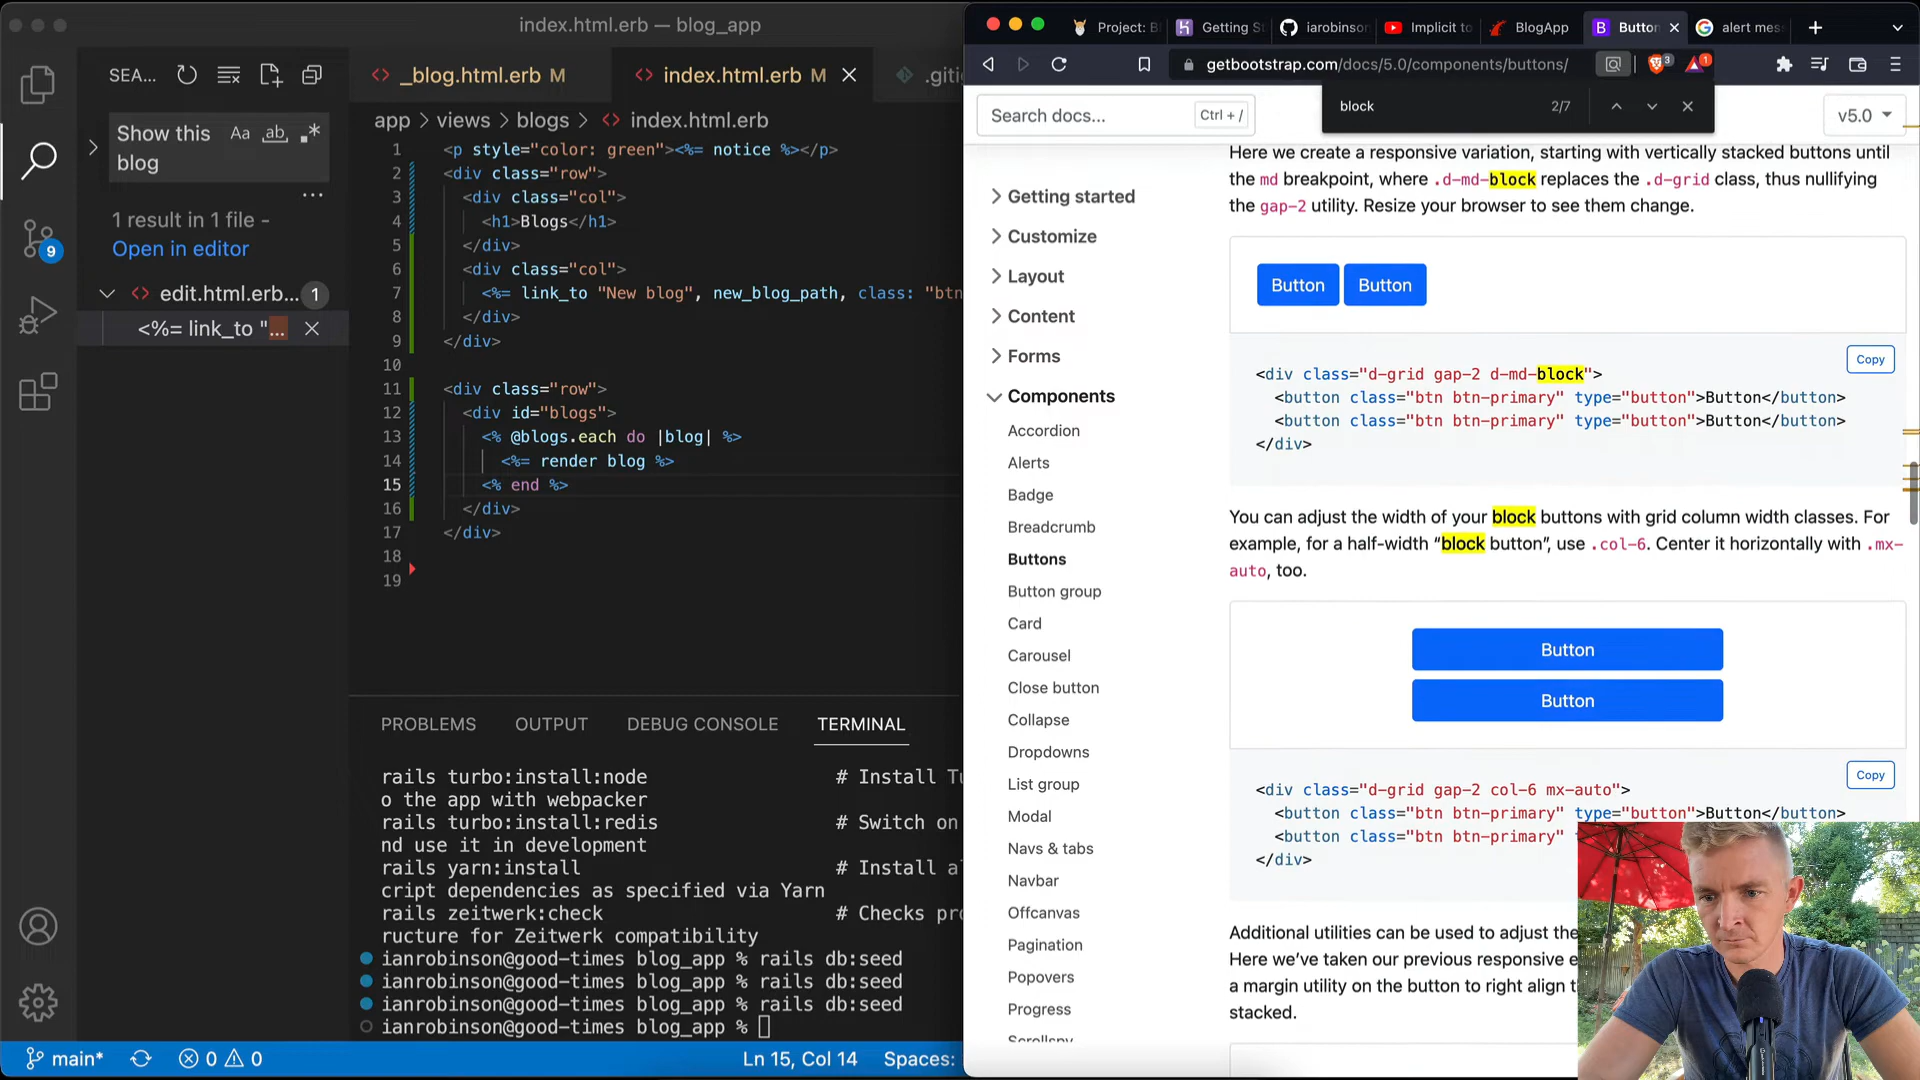 index.html.erb — blog_app
SEA...
Show this
blog
Aa
ab
1 result in 1 file -
Open in editor
edit.html.erb... 1
<%= link_to "...
9
_blog.html.erb M
index.html.erb M
.giti
app > views > blogs > index.html.erb
1 <p style="color: green"><%= notice %></p>
2 <div class="row">
3 <div class="col">
4 <h1>Blogs</h1>
5 </div>
6 <div class="col">
7 <%= link_to "New blog", new_blog_path, class: "btn
8 </div>
9 </div>
10
11 <div class="row">
12 <div id="blogs">
13 <% @blogs.each do |blog| %>
14 <%= render blog %>
15 <% end %>
16 </div>
17 </div>
18
19
PROBLEMS OUTPUT DEBUG CONSOLE TERMINAL
rails turbo:install:node # Install Tu
o the app with webpacker
rails turbo:install:redis # Switch on
nd use it in development
rails yarn:install # Install al
cript dependencies as specified via Yarn
rails zeitwerk:check # Checks pro
ructure for Zeitwerk compatibility
ianrobinson@good-times blog_app % rails db:seed
ianrobinson@good-times blog_app % rails db:seed
ianrobinson@good-times blog_app % rails db:seed
ianrobinson@good-times blog_app %
main* 0 0
Ln 15, Col 14 Spaces:
Project: B
Getting St
iarobinso
Implicit to
BlogApp
Button
alert mes
getbootstrap.com/docs/5.0/components/buttons/
3
1
block 2/7
Search docs... Ctrl + /
v5.0
Getting started
Customize
Layout
Content
Forms
Components
Accordion
Alerts
Badge
Breadcrumb
Buttons
Button group
Card
Carousel
Close button
Collapse
Dropdowns
List group
Modal
Navs & tabs
Navbar
Offcanvas
Pagination
Popovers
Progress
Scrollspy
Here we create a responsive variation, starting with vertically stacked buttons until
the md breakpoint, where .d-md-block replaces the .d-grid class, thus nullifying
the gap-2 utility. Resize your browser to see them change.
Button Button
Copy
<div class="d-grid gap-2 d-md-block">
<button class="btn btn-primary" type="button">Button</button>
<button class="btn btn-primary" type="button">Button</button>
</div>
You can adjust the width of your block buttons with grid column width classes. For
example, for a half-width “block button”, use .col-6. Center it horizontally with .mx-
auto, too.
Button
Button
Copy
<div class="d-grid gap-2 col-6 mx-auto">
<button class="btn btn-primary" type="button">Button</button>
<button class="btn btn-primary"
</div>
Additional utilities can be used to adjust the
Here we’ve taken our previous responsive e
a margin utility on the button to right align t
stacked.